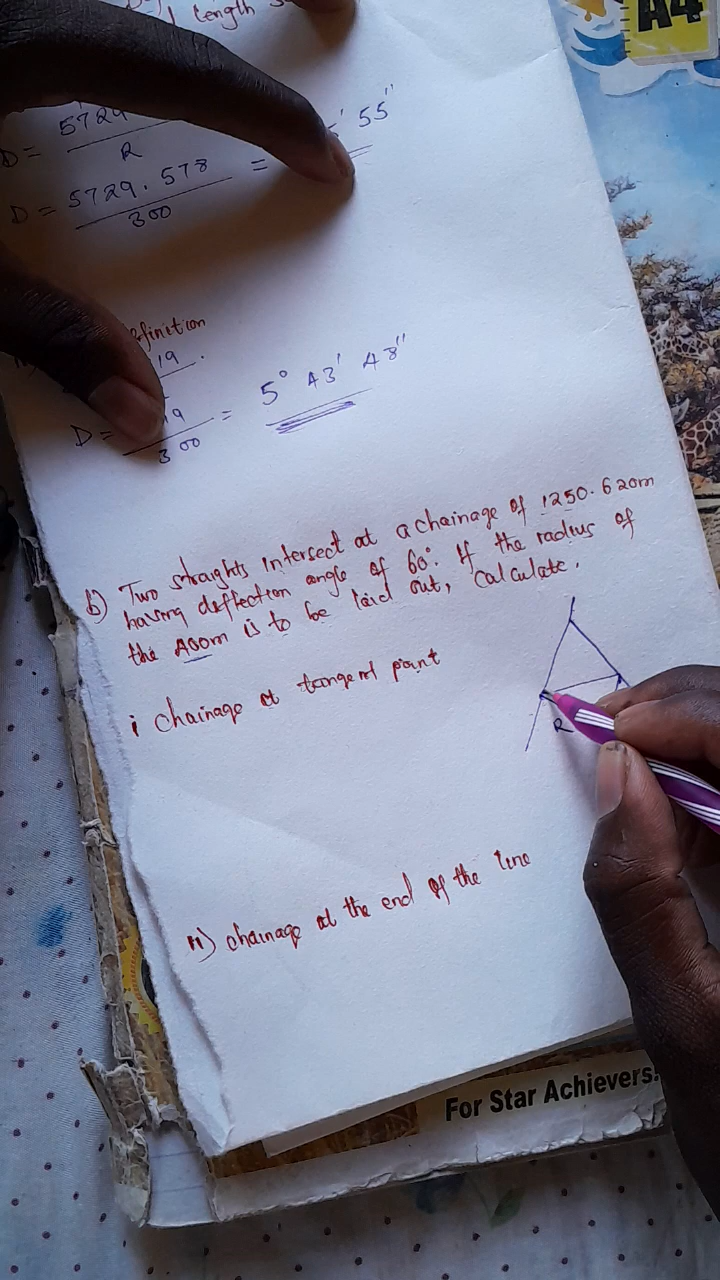 length
A4
D = 5729
R
55"
D = 5729.578
300
=
19
D= 19
300
= 5° 43' 48"
b) Two straights intersect at a chainage of 1250.620m
having deflection angle of 60°. If the radius of
the 400m is to be laid out, calculate.
i chainage at tangent point
R
ii) chainage at the end of the line
For Star Achievers.